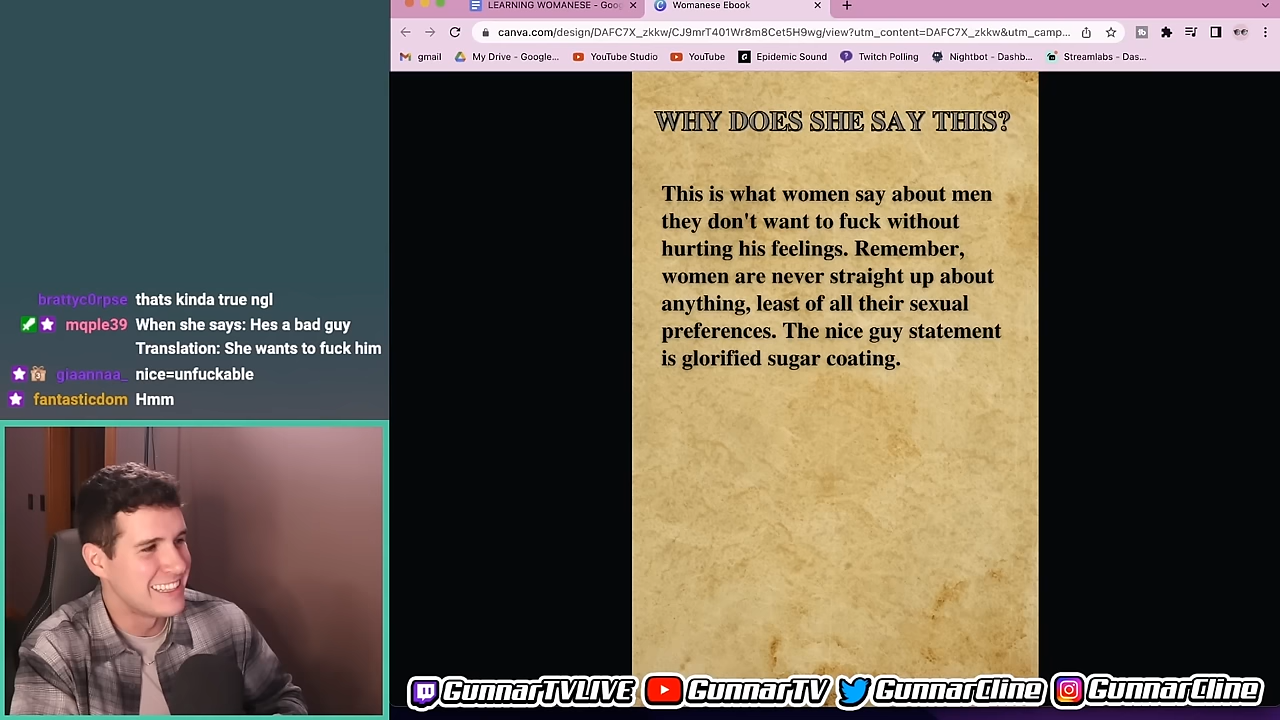 LEARNING WOMANESE - Goog
Womanese Ebook
canva.com/design/DAFC7X_zkkw/CJ9mrT401Wr8m8Cet5H9wg/view?utm_content=DAFC7X_zkkw&utm_camp...
gmail
My Drive - Google...
YouTube Studio
YouTube
Epidemic Sound
Twitch Polling
Nightbot - Dashb...
Streamlabs - Das...
WHY DOES SHE SAY THIS?
This is what women say about men
they don't want to fuck without
hurting his feelings. Remember,
women are never straight up about
anything, least of all their sexual
preferences. The nice guy statement
is glorified sugar coating.
brattyc0rpse thats kinda true ngl
mqple39 When she says: Hes a bad guy
Translation: She wants to fuck him
giaannaa_ nice=unfuckable
fantasticdom Hmm
GunnarTVLIVE
GunnarTV
GunnarCline
GunnarCline